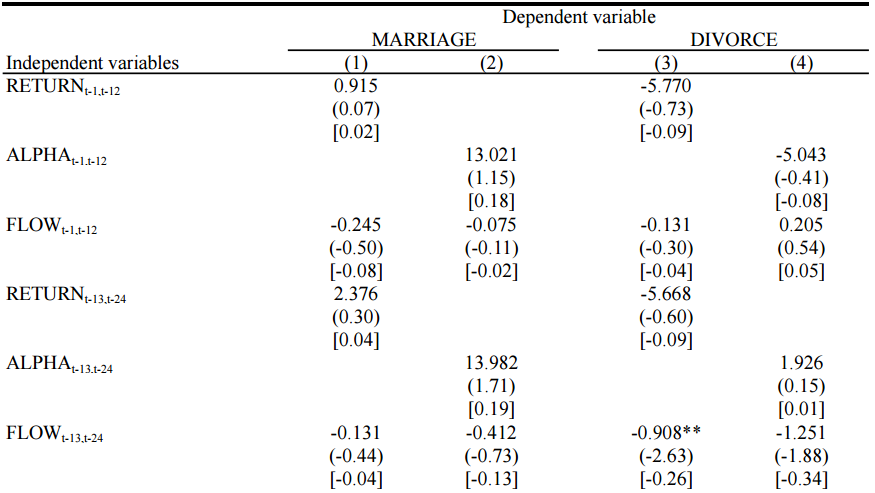 Dependent variable
MARRIAGE DIVORCE
Independent variables (1) (2) (3) (4)
RETURNt-1,t-12 0.915 -5.770
(0.07) (-0.73)
[0.02] [-0.09]
ALPHAt-1.t-12 13.021 -5.043
(1.15) (-0.41)
[0.18] [-0.08]
FLOWt-1,t-12 -0.245 -0.075 -0.131 0.205
(-0.50) (-0.11) (-0.30) (0.54)
[-0.08] [-0.02] [-0.04] [0.05]
RETURNt-13,t-24 2.376 -5.668
(0.30) (-0.60)
[0.04] [-0.09]
ALPHAt-13.t-24 13.982 1.926
(1.71) (0.15)
[0.19] [0.01]
FLOWt-13,t-24 -0.131 -0.412 -0.908** -1.251
(-0.44) (-0.73) (-2.63) (-1.88)
[-0.04] [-0.13] [-0.26] [-0.34]